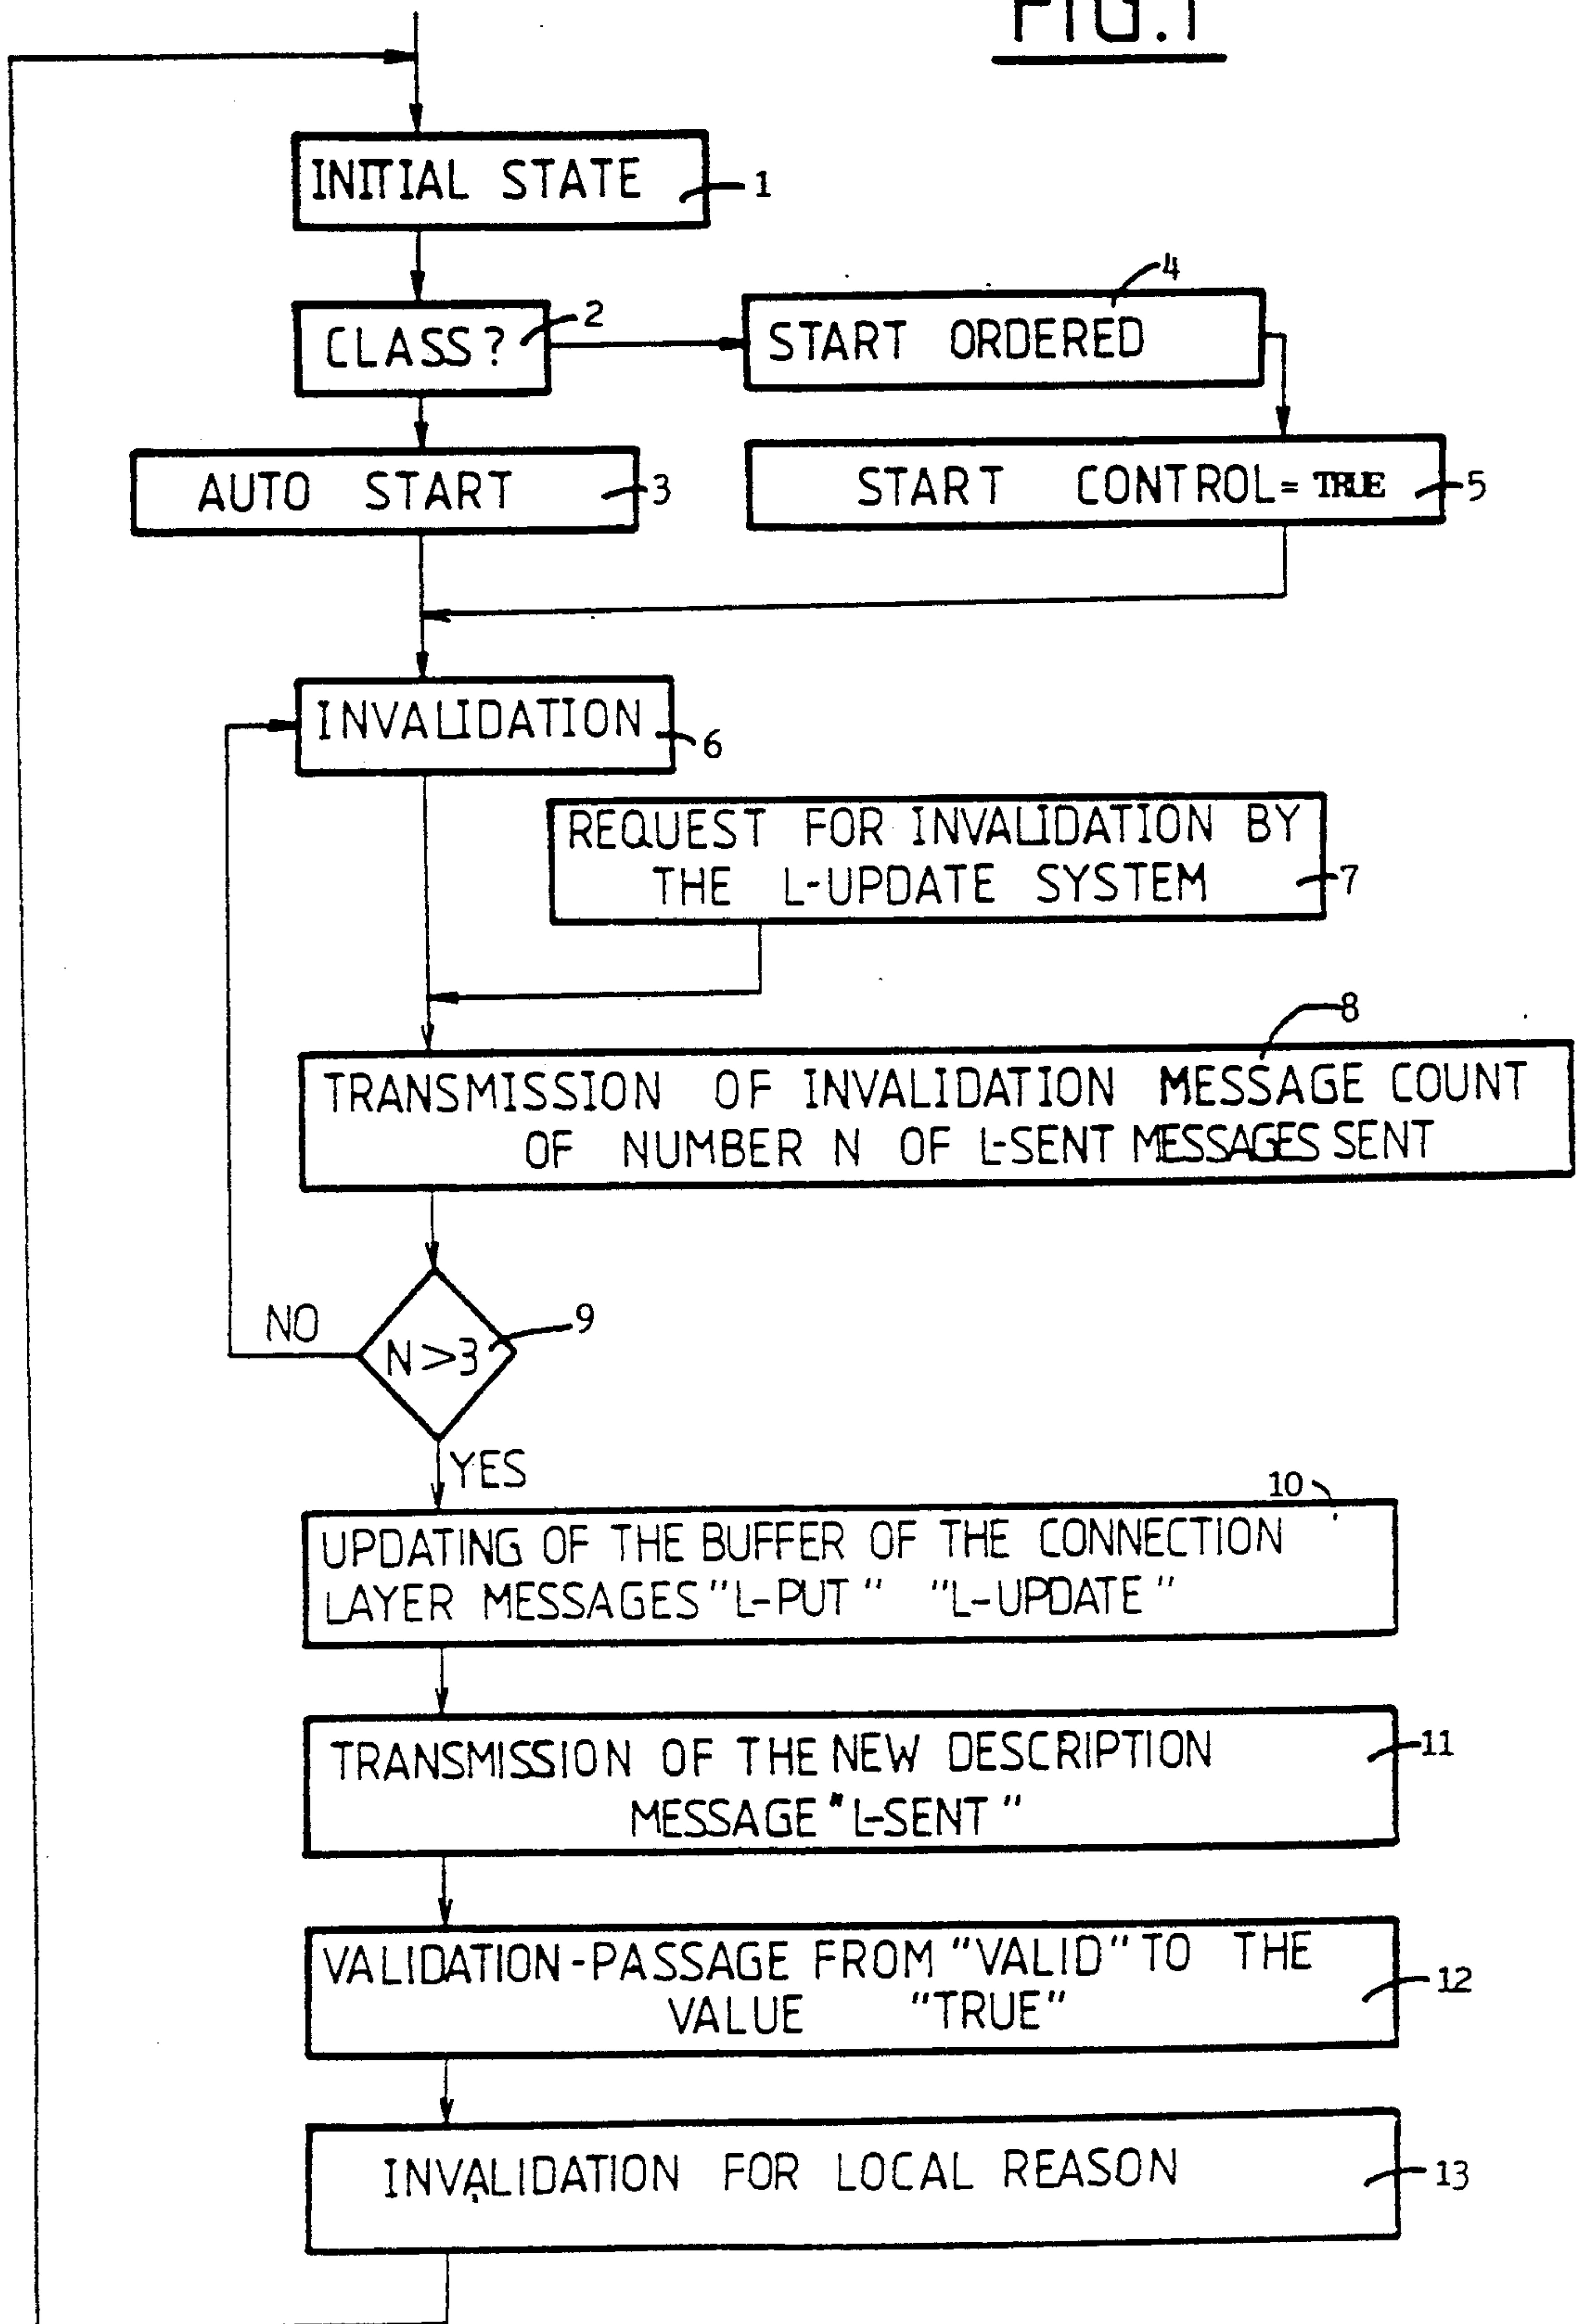 FIG.1
INITIAL STATE
1
CLASS?
2
4
START ORDERED
AUTO START
3
START CONTROL= TRUE
5
INVALIDATION
6
REQUEST FOR INVALIDATION BY
THE L-UPDATE SYSTEM
7
8
TRANSMISSION OF INVALIDATION MESSAGE COUNT
OF NUMBER N OF L-SENT MESSAGES SENT
NO
N>3
9
YES
10
UPDATING OF THE BUFFER OF THE CONNECTION
LAYER MESSAGES "L-PUT" "L-UPDATE"
TRANSMISSION OF THE NEW DESCRIPTION
MESSAGE "L-SENT"
11
VALIDATION-PASSAGE FROM "VALID" TO THE
VALUE "TRUE"
12
INVALIDATION FOR LOCAL REASON
13